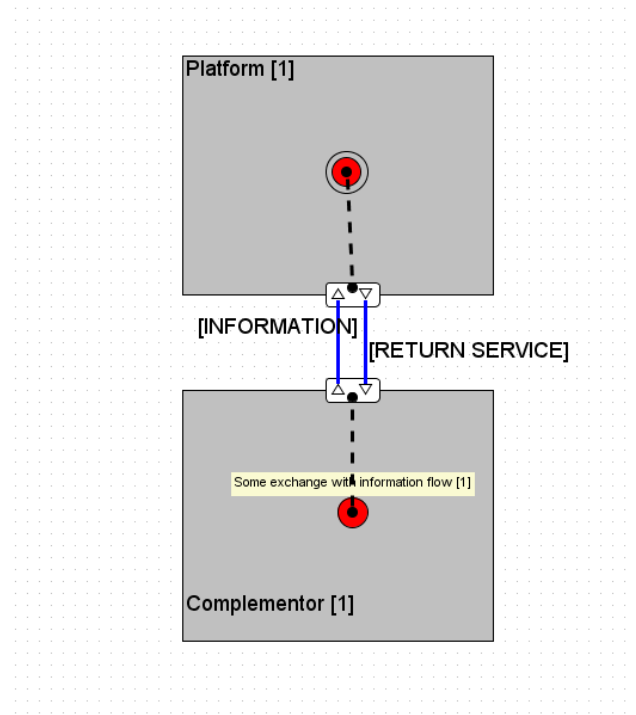 Platform [1]
[INFORMATION]
[RETURN SERVICE]
Some exchange with information flow [1]
Complementor [1]